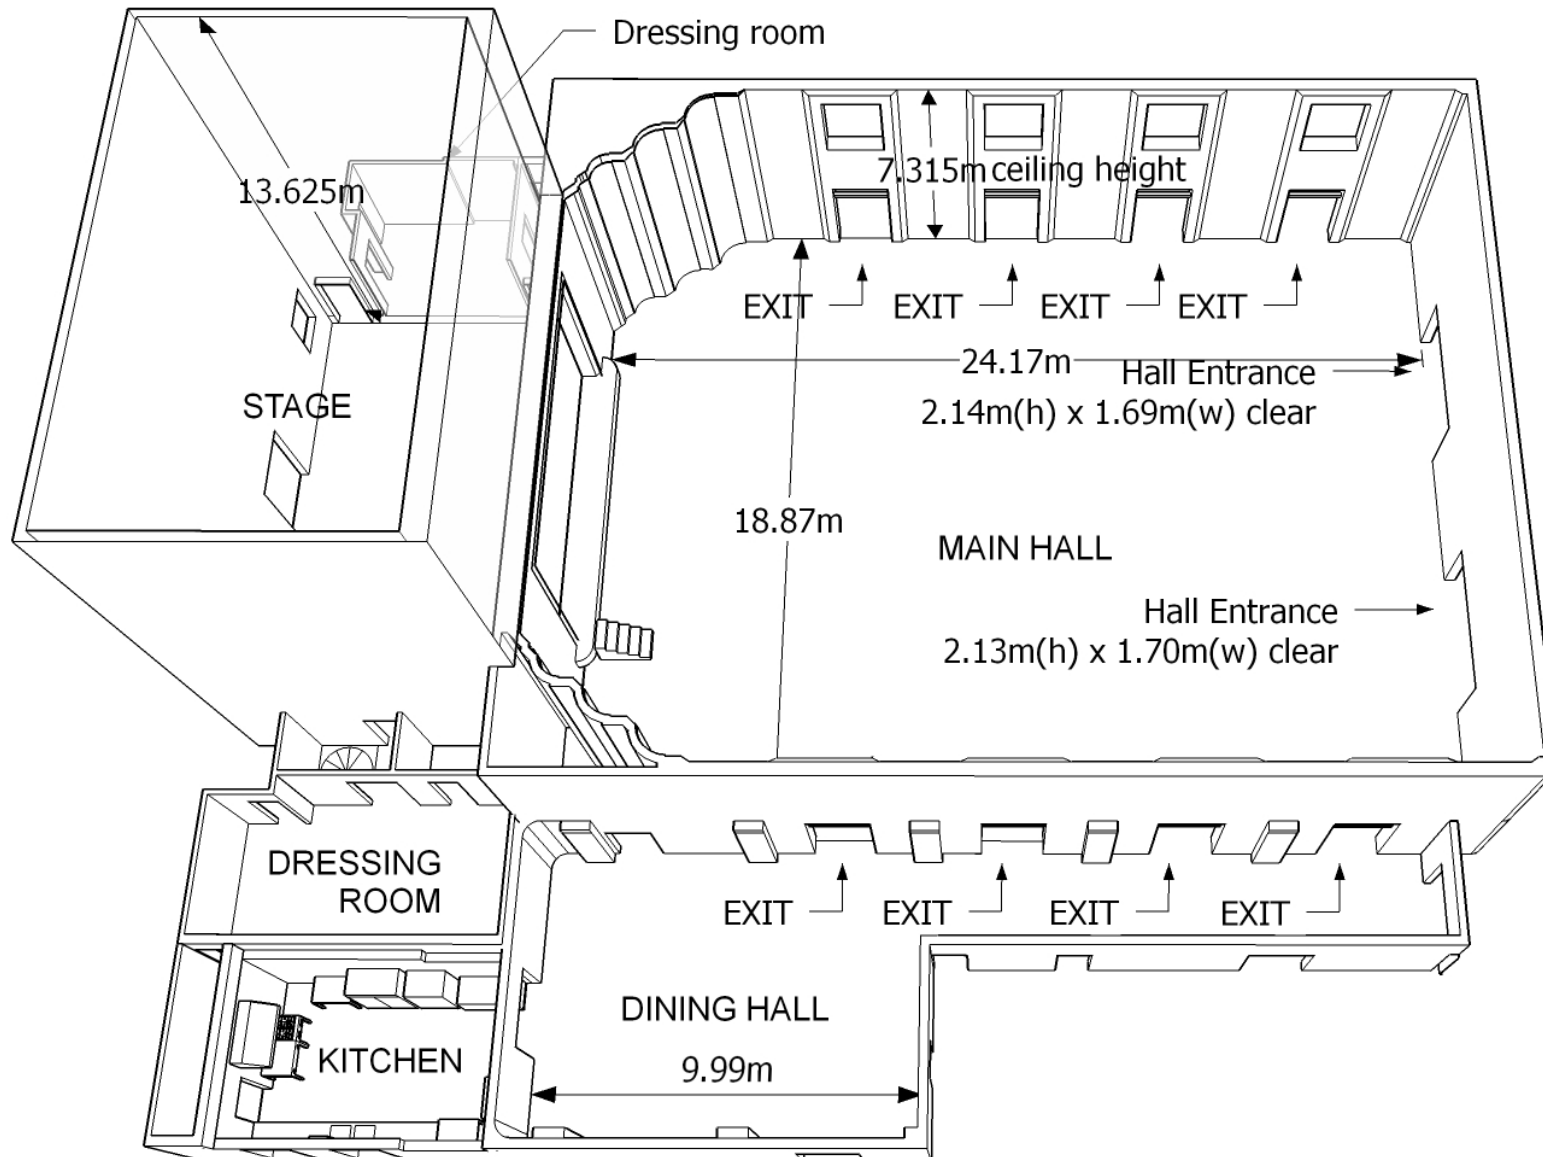 Dressing room
13.625m
7.315m ceiling height
EXIT
EXIT
EXIT
EXIT
24.17m
Hall Entrance
2.14m(h) x 1.69m(w) clear
STAGE
18.87m
MAIN HALL
Hall Entrance
2.13m(h) x 1.70m(w) clear
DRESSING
ROOM
EXIT
EXIT
EXIT
EXIT
DINING HALL
KITCHEN
9.99m